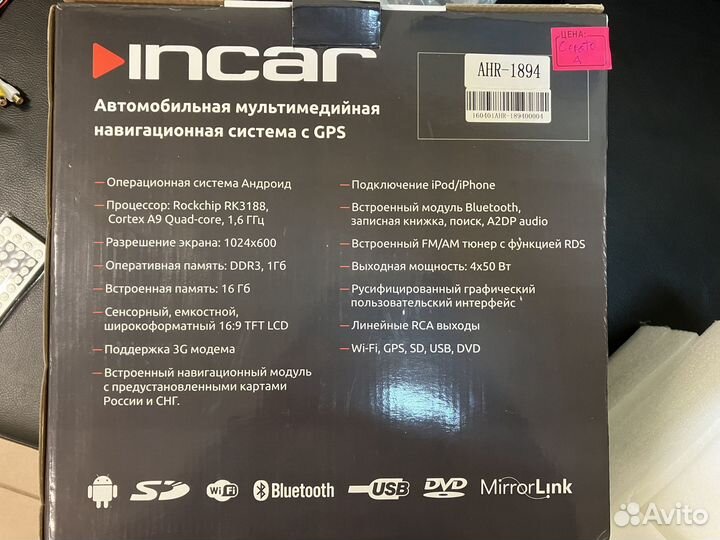 incar
ЦЕНА:
AHR-1894
160401AHR-189400004
Автомобильная мультимедийная
навигационная система с GPS
— Операционная система Андроид
— Процессор: Rockchip RK3188,
Cortex A9 Quad-core, 1,6 ГГц
— Разрешение экрана: 1024x600
— Оперативная память: DDR3, 1Гб
— Встроенная память: 16 Гб
— Сенсорный, емкостной,
широкоформатный 16:9 TFT LCD
— Поддержка 3G модема
— Встроенный навигационный модуль
с предустановленными картами
России и СНГ.
— Подключение iPod/iPhone
— Встроенный модуль Bluetooth,
записная книжка, поиск, A2DP audio
— Встроенный FM/AM тюнер с функцией RDS
— Выходная мощность: 4x50 Вт
— Русифицированный графический
пользовательский интерфейс
— Линейные RCA выходы
— Wi-Fi, GPS, SD, USB, DVD
SD
WiFi
Bluetooth
USB
DVD
MirrorLink
Avito